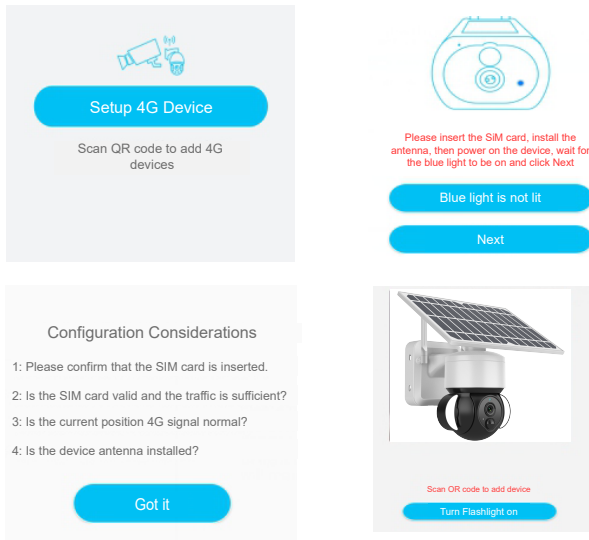 Setup 4G Device
Scan QR code to add 4G
devices
Please insert the SiM card, install the
antenna, then power on the device, wait for
the blue light to be on and click Next
Blue light is not lit
Next
Configuration Considerations
1: Please confirm that the SIM card is inserted.
2: Is the SIM card valid and the traffic is sufficient?
3: Is the current position 4G signal normal?
4: Is the device antenna installed?
Got it
Scan OR code to add device
Turn Flashlight on